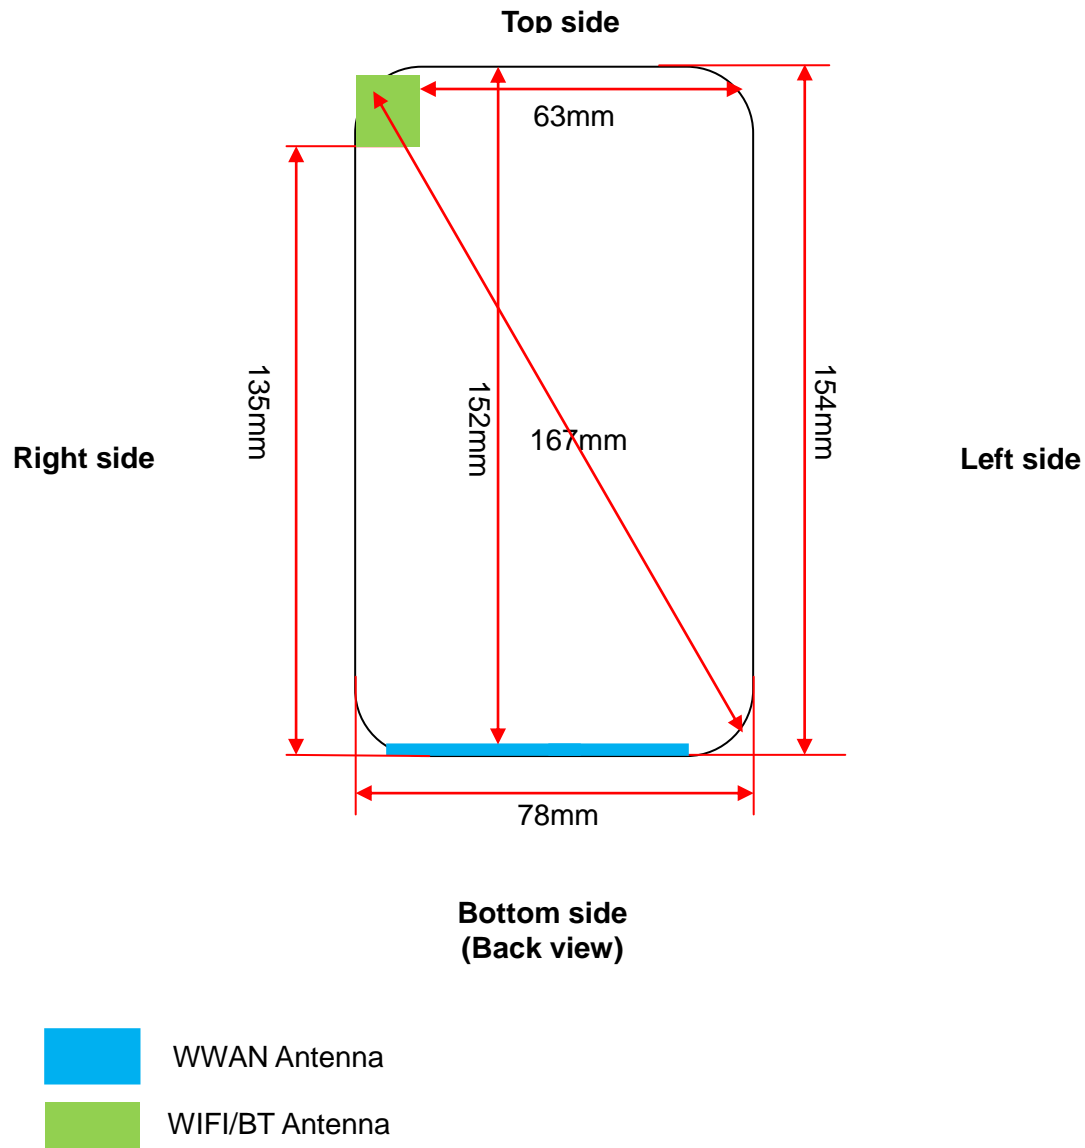 Top side
63mm
135mm
152mm
154mm
167mm
Right side
Left side
78mm
Bottom side
(Back view)
WWAN Antenna
WIFI/BT Antenna